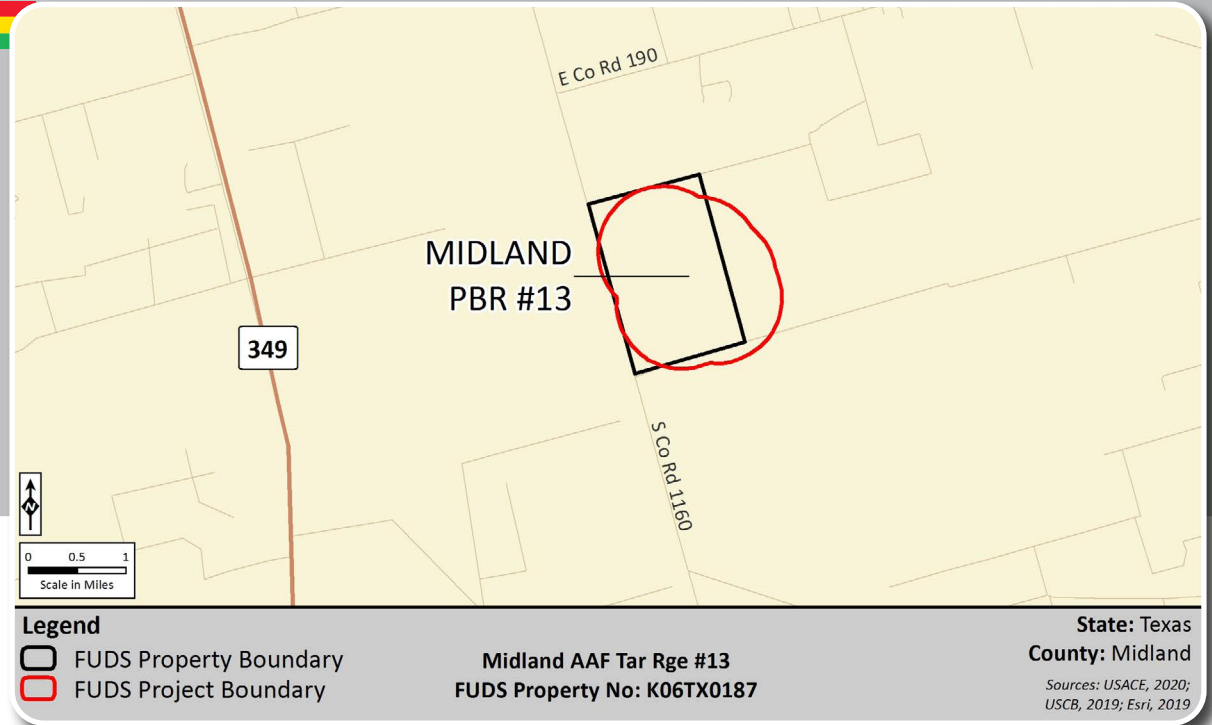 E Co Rd 190
MIDLAND
PBR #13
349
S Co Rd 1160
N
0 0.5 1
Scale in Miles
Legend
FUDS Property Boundary
FUDS Project Boundary
Midland AAF Tar Rge #13
FUDS Property No: K06TX0187
State: Texas
County: Midland
Sources: USACE, 2020;
USCB, 2019; Esri, 2019